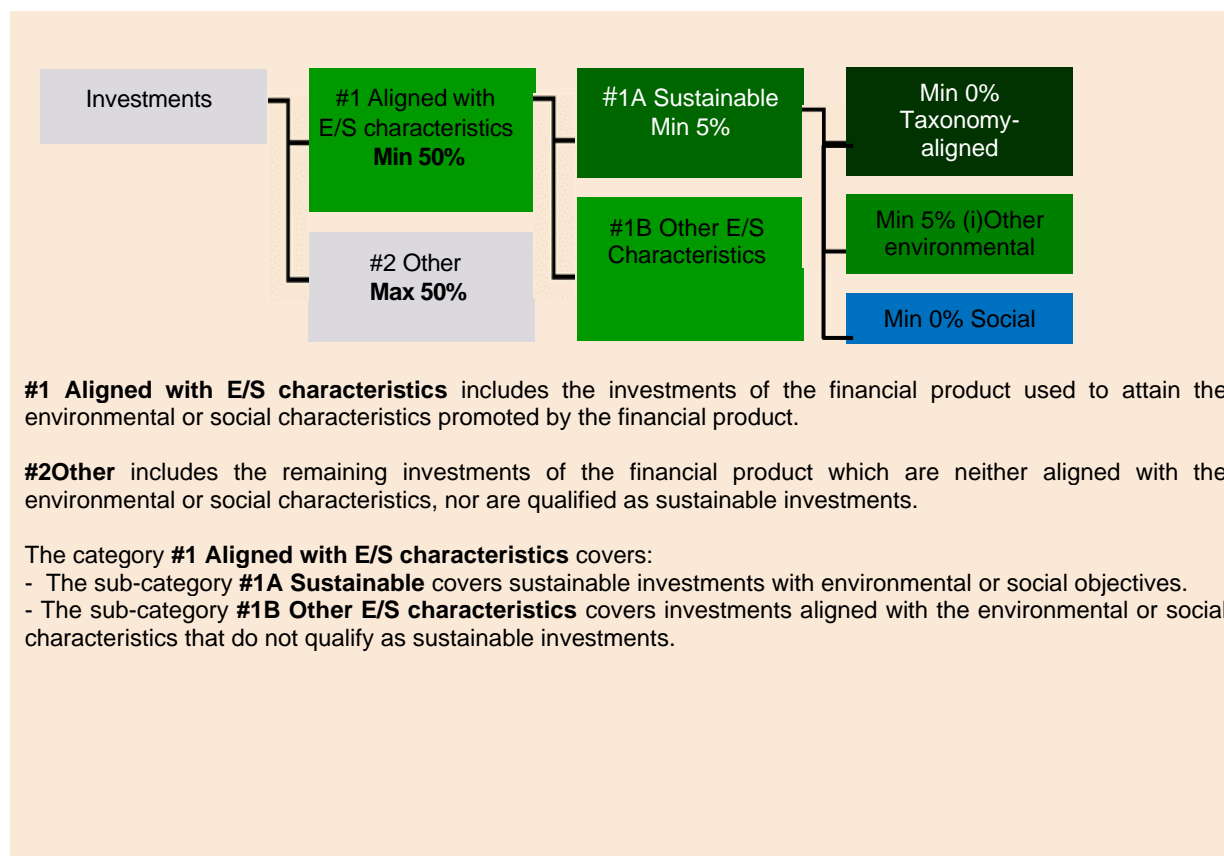 Investments
#1 Aligned with
E/S characteristics
Min 50%
#2 Other
Max 50%
#1A Sustainable
Min 5%
#1B Other E/S
Characteristics
Min 0%
Taxonomy-
aligned
Min 5% (i)Other
environmental
Min 0% Social
#1 Aligned with E/S characteristics includes the investments of the financial product used to attain the
environmental or social characteristics promoted by the financial product.
#2Other includes the remaining investments of the financial product which are neither aligned with the
environmental or social characteristics, nor are qualified as sustainable investments.
The category #1 Aligned with E/S characteristics covers:
- The sub-category #1A Sustainable covers sustainable investments with environmental or social objectives.
- The sub-category #1B Other E/S characteristics covers investments aligned with the environmental or social
characteristics that do not qualify as sustainable investments.